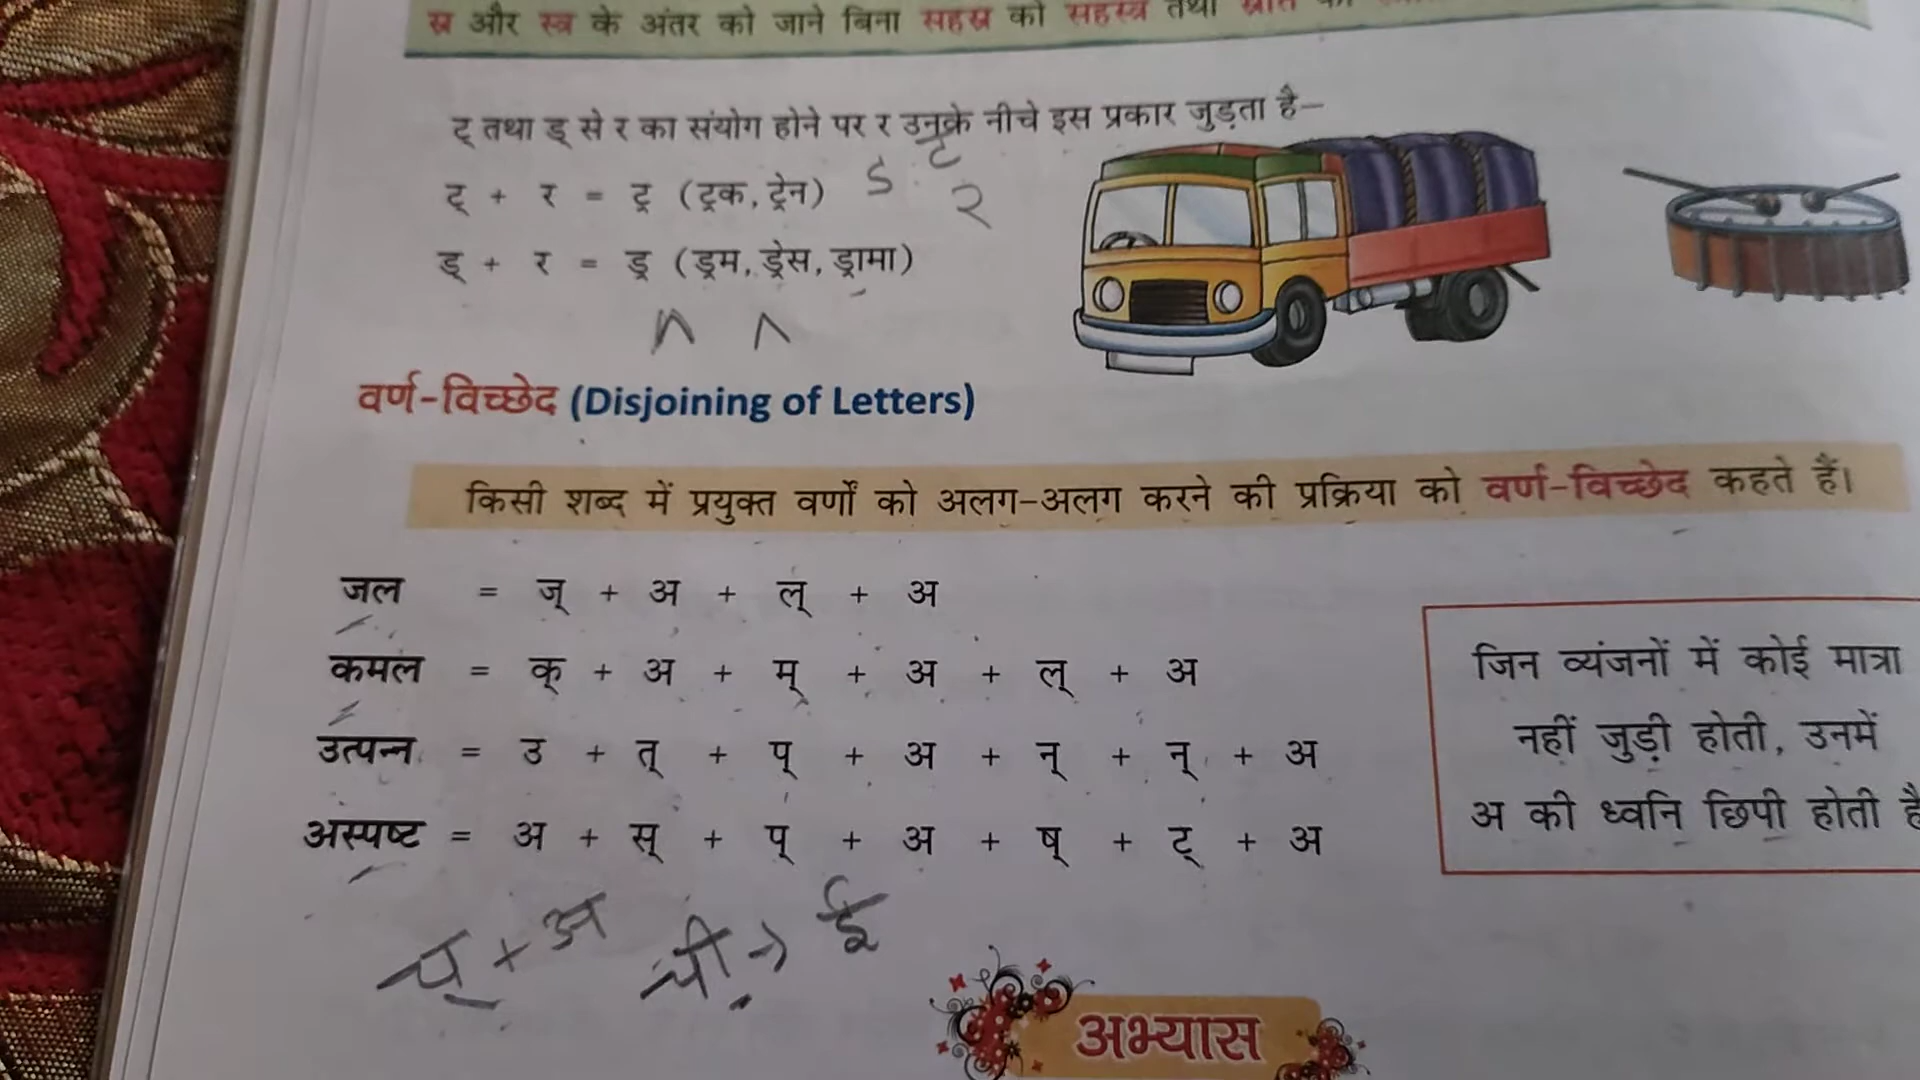 स्र और स्त्र के अंतर को जाने बिना सहस्र को सहस्त्र तथा स्रोत को
ट् तथा ड् से र का संयोग होने पर र उनके नीचे इस प्रकार जुड़ता है–
ट् + र = ट्र (ट्रक, ट्रेन)
ड् + र = ड्र (ड्रम, ड्रेस, ड्रामा)
वर्ण-विच्छेद (Disjoining of Letters)
किसी शब्द में प्रयुक्त वर्णों को अलग-अलग करने की प्रक्रिया को वर्ण-विच्छेद कहते हैं।
जल = ज् + अ + ल् + अ
कमल = क् + अ + म् + अ + ल् + अ
उत्पन्न = उ + त् + प् + अ + न् + न् + अ
अस्पष्ट = अ + स् + प् + अ + ष् + ट् + अ
जिन व्यंजनों में कोई मात्रा
नहीं जुड़ी होती, उनमें
अ की ध्वनि छिपी होती है
च् + अ ची → ई
अभ्यास